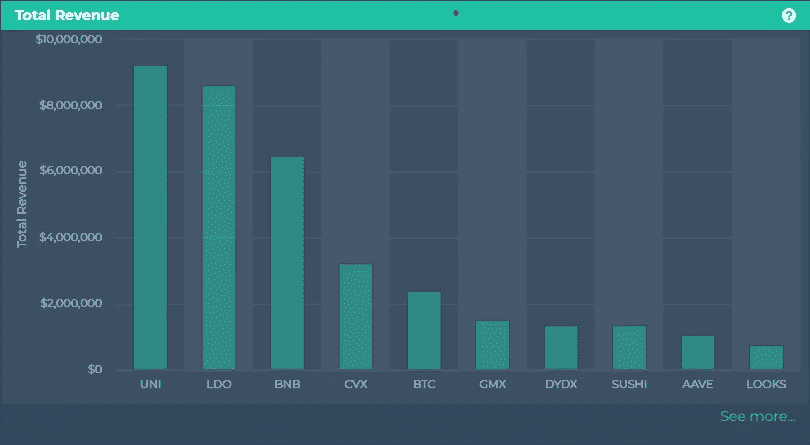 Total Revenue
?
$10,000,000
$8,000,000
$6,000,000
$4,000,000
$2,000,000
$0
Total Revenue
UNI LDO BNB CVX BTC GMX DYDX SUSHI AAVE LOOKS
See more...